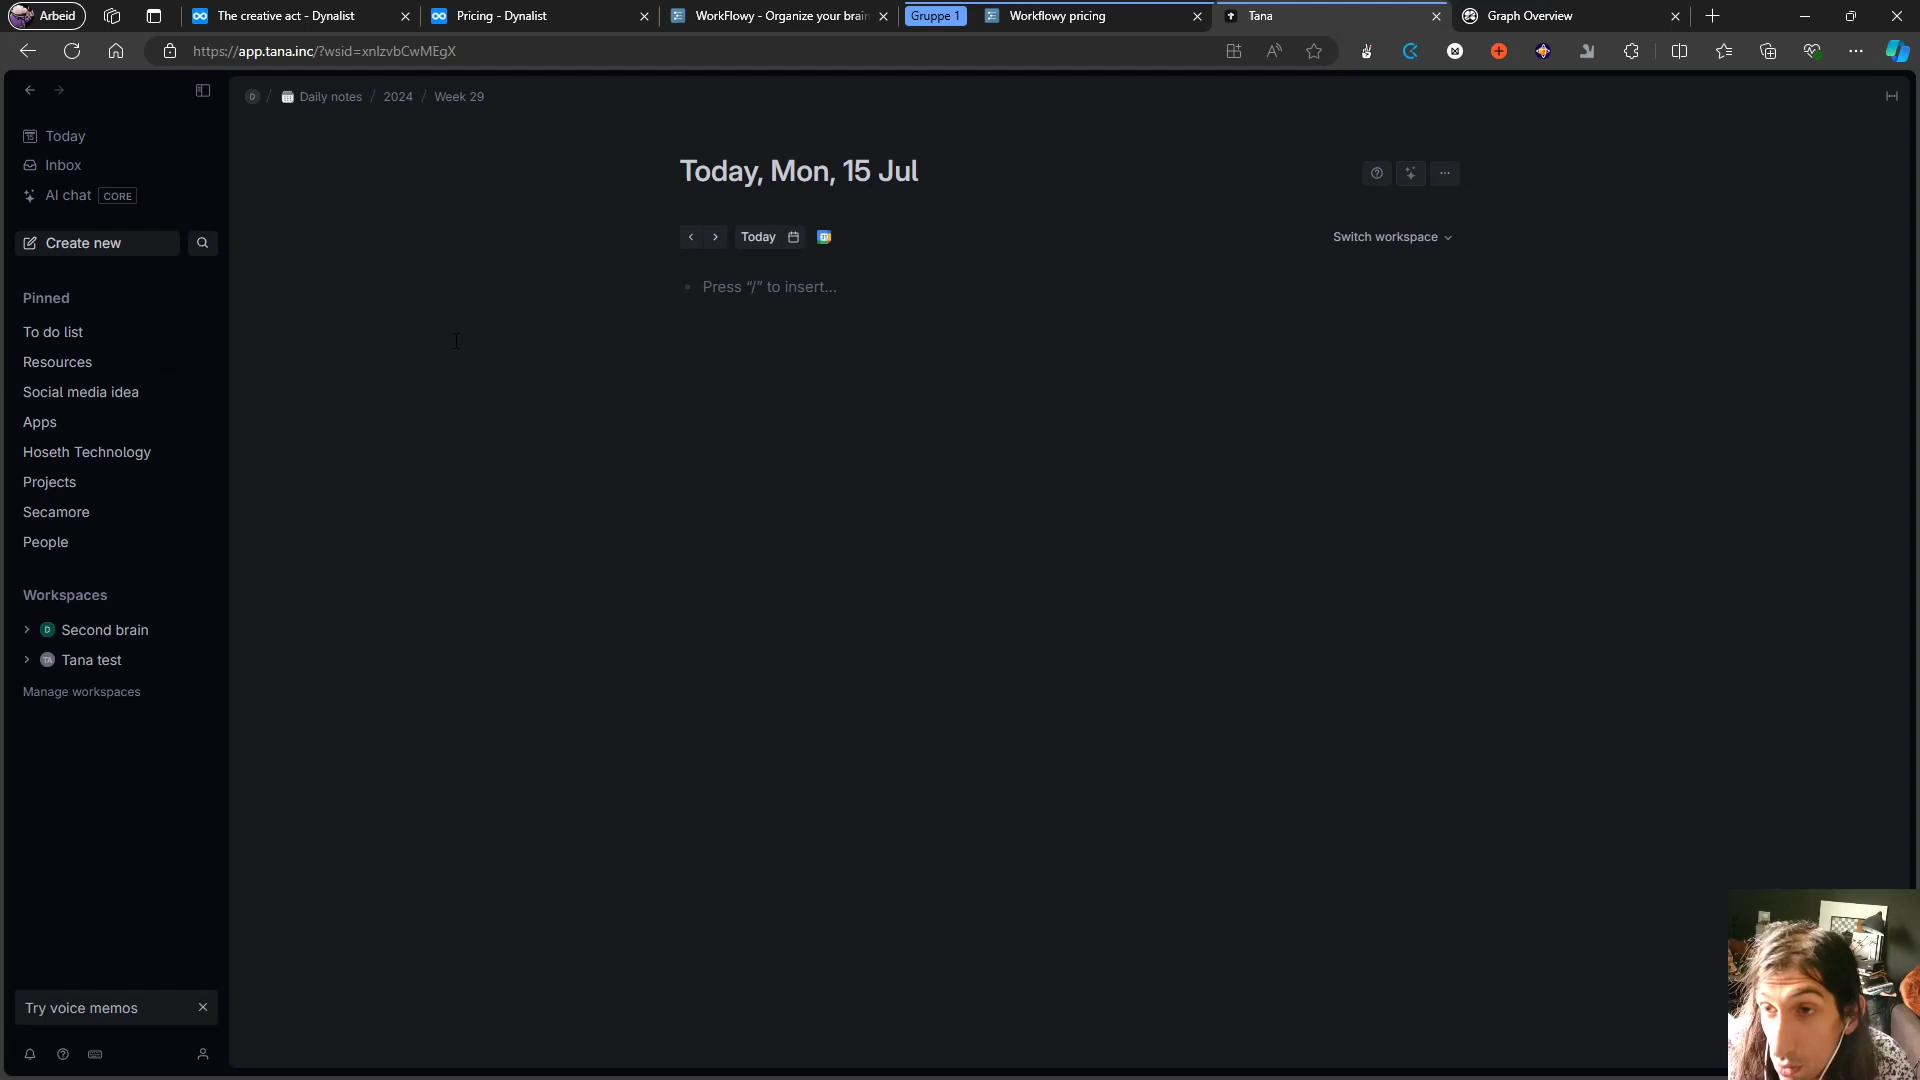 Arbeid
The creative act - Dynalist
Pricing - Dynalist
WorkFlowy - Organize your brain
Gruppe 1
Workflowy pricing
Tana
Graph Overview
https://app.tana.inc/?wsid=xnlzvbCwMEgX
D / Daily notes / 2024 / Week 29
Today
Inbox
AI chat CORE
Create new
Pinned
To do list
Resources
Social media idea
Apps
Hoseth Technology
Projects
Secamore
People
Workspaces
D Second brain
TA Tana test
Manage workspaces
Try voice memos
Today, Mon, 15 Jul
Today
Switch workspace
Press “/” to insert...